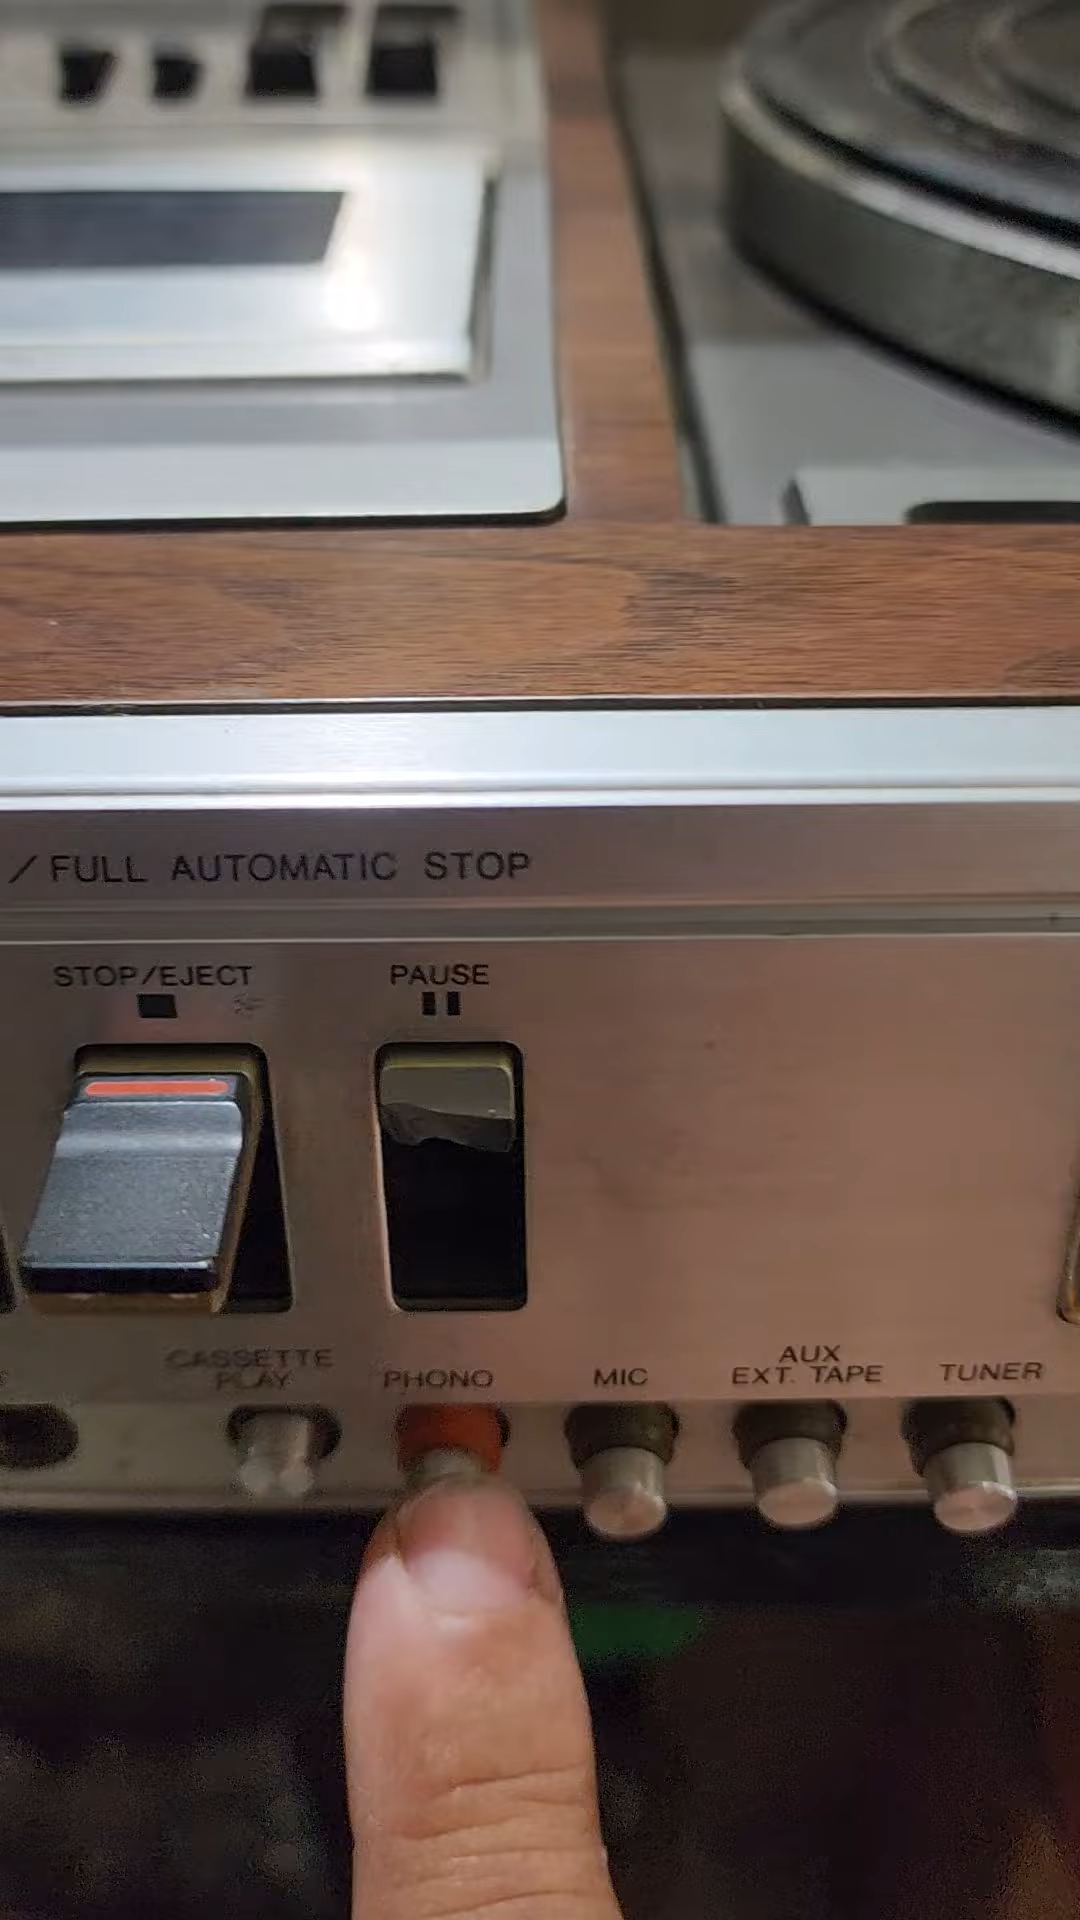 / FULL AUTOMATIC STOP
STOP/EJECT
PAUSE
CASSETTE
PLAY
PHONO
MIC
AUX
EXT. TAPE
TUNER